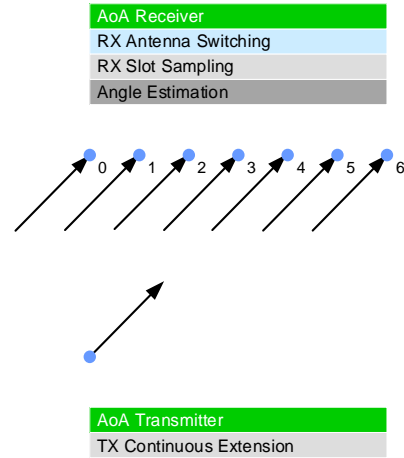 AoA Receiver
RX Antenna Switching
RX Slot Sampling
Angle Estimation
0 1 2 3 4 5 6
AoA Transmitter
TX Continuous Extension